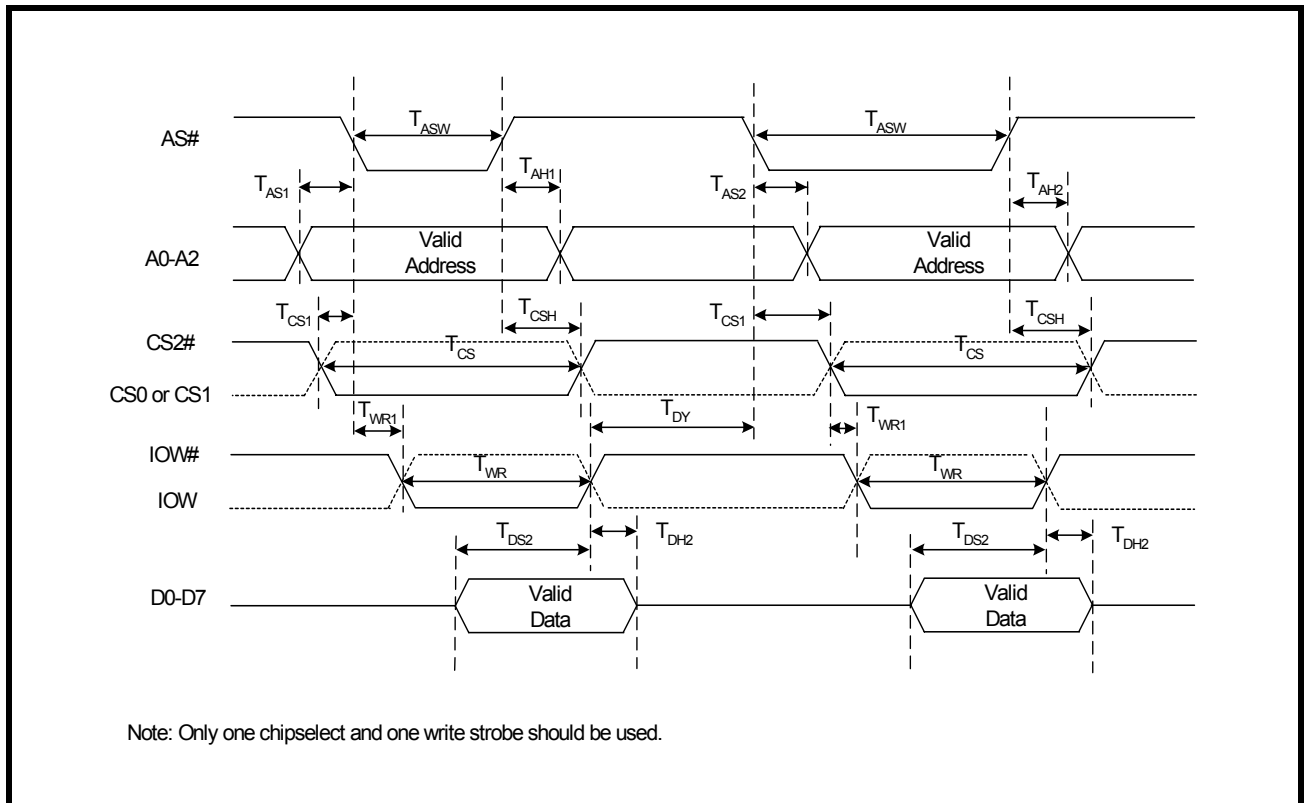 T_ASW T_ASW
AS#
T_AS1 T_AH1 T_AS2 T_AH2
Valid Valid
A0-A2
Address Address
T_CS1 T_CSH T_CS1 T_CSH
CS2#
T_CS T_CS
CS0 or CS1
T_WR1 T_DY T_WR1
IOW#
T_WR T_WR
IOW
T_DS2 T_DH2 T_DS2 T_DH2
D0-D7
Valid Valid
Data Data
Note: Only one chipselect and one write strobe should be used.